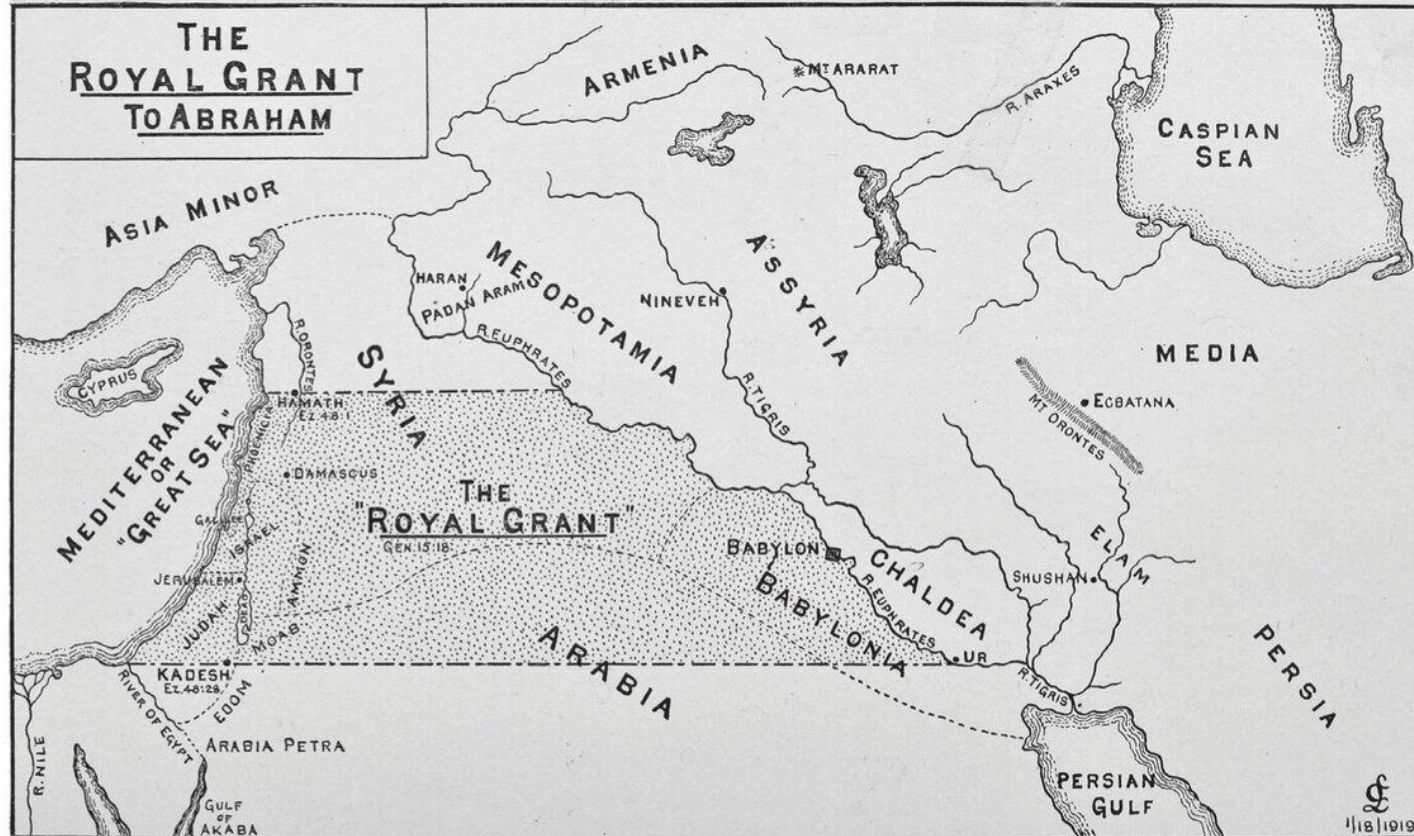 THE
ROYAL GRANT
TO ABRAHAM
ARMENIA
MT ARARAT
R. ARAXES
CASPIAN
SEA
ASIA MINOR
HARAN
PADAN ARAM
MESOPOTAMIA
NINEVEH
ASSYRIA
R. EUPHRATES
R. ORONTES
SYRIA
CYPRUS
MEDITERRANEAN
OR
"GREAT SEA"
HAMATH
EZ. 48:1
PHOENICIA
DAMASCUS
R. TIGRIS
MEDIA
EGBATANA
MT ORONTES
THE
"ROYAL GRANT"
GEN. 15:18
GALILEE
ISRAEL
AMMON
JERUSALEM
DEAD
JUDAH
MOAB
BABYLON
BABYLONIA
CHALDEA
R. EUPHRATES
SHUSHAN
ELAM
UR
R. TIGRIS
ARABIA
PERSIA
KADESH
EZ. 48:28
EDOM
RIVER OF EGYPT
ARABIA PETRA
R. NILE
GULF
OF
AKABA
PERSIAN
GULF
1/18/1919